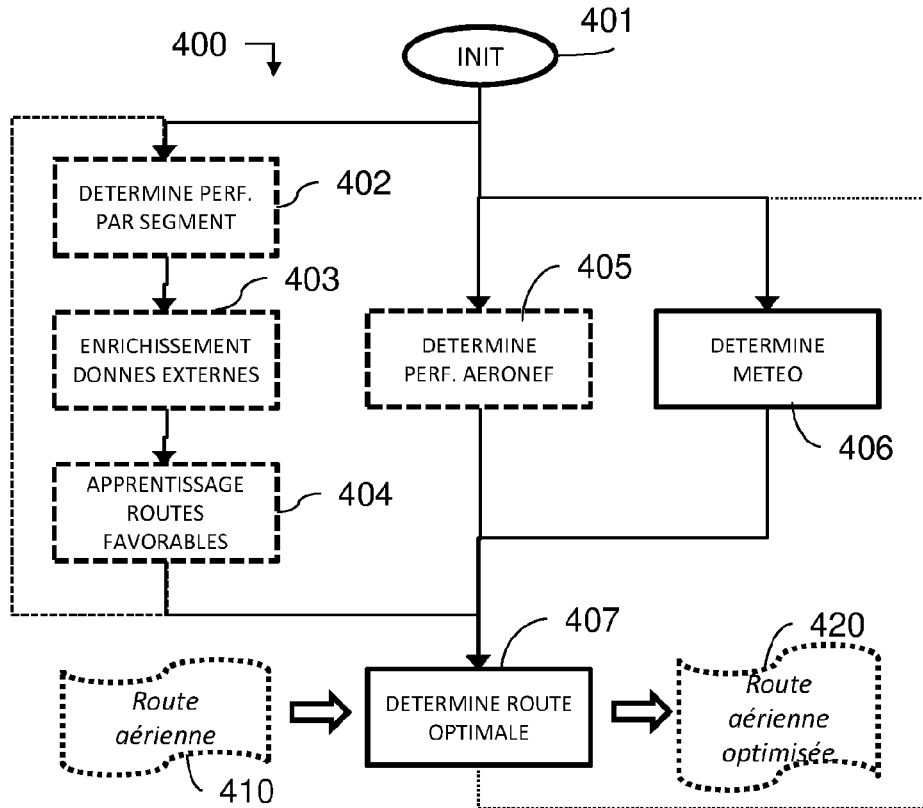 400
INIT
401
DETERMINE PERF.
PAR SEGMENT
402
403
ENRICHISSEMENT
DONNES EXTERNES
405
DETERMINE
PERF. AERONEF
DETERMINE
METEO
406
APPRENTISSAGE
ROUTES
FAVORABLES
404
407
420
Route
aérienne
410
DETERMINE ROUTE
OPTIMALE
Route
aérienne
optimisée